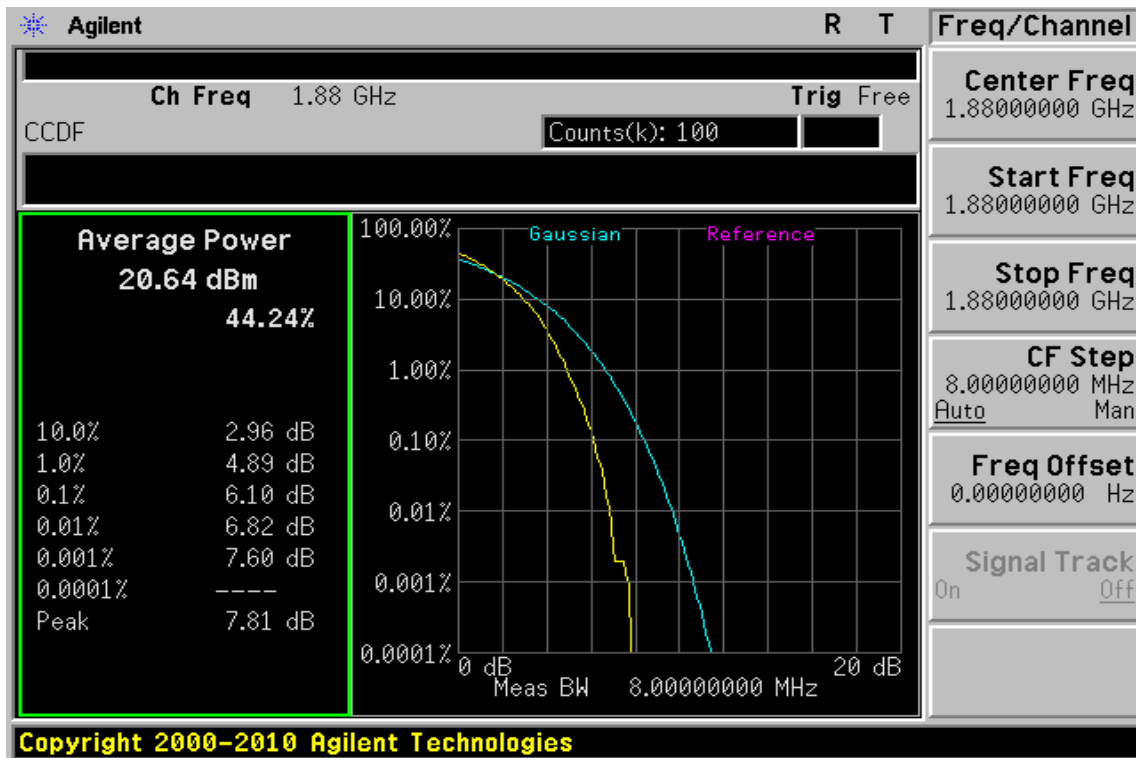 Agilent
R T
Freq/Channel
Ch Freq 1.88 GHz
Trig Free
CCDF
Counts(k): 100
Average Power
20.64 dBm
44.24%
10.0% 2.96 dB
1.0% 4.89 dB
0.1% 6.10 dB
0.01% 6.82 dB
0.001% 7.60 dB
0.0001% ----
Peak 7.81 dB
Gaussian
Reference
100.00%
10.00%
1.00%
0.10%
0.01%
0.001%
0.0001%
0 dB
20 dB
Meas BW 8.00000000 MHz
Center Freq
1.88000000 GHz
Start Freq
1.88000000 GHz
Stop Freq
1.88000000 GHz
CF Step
8.00000000 MHz
Auto Man
Freq Offset
0.00000000 Hz
Signal Track
On Off
Copyright 2000-2010 Agilent Technologies